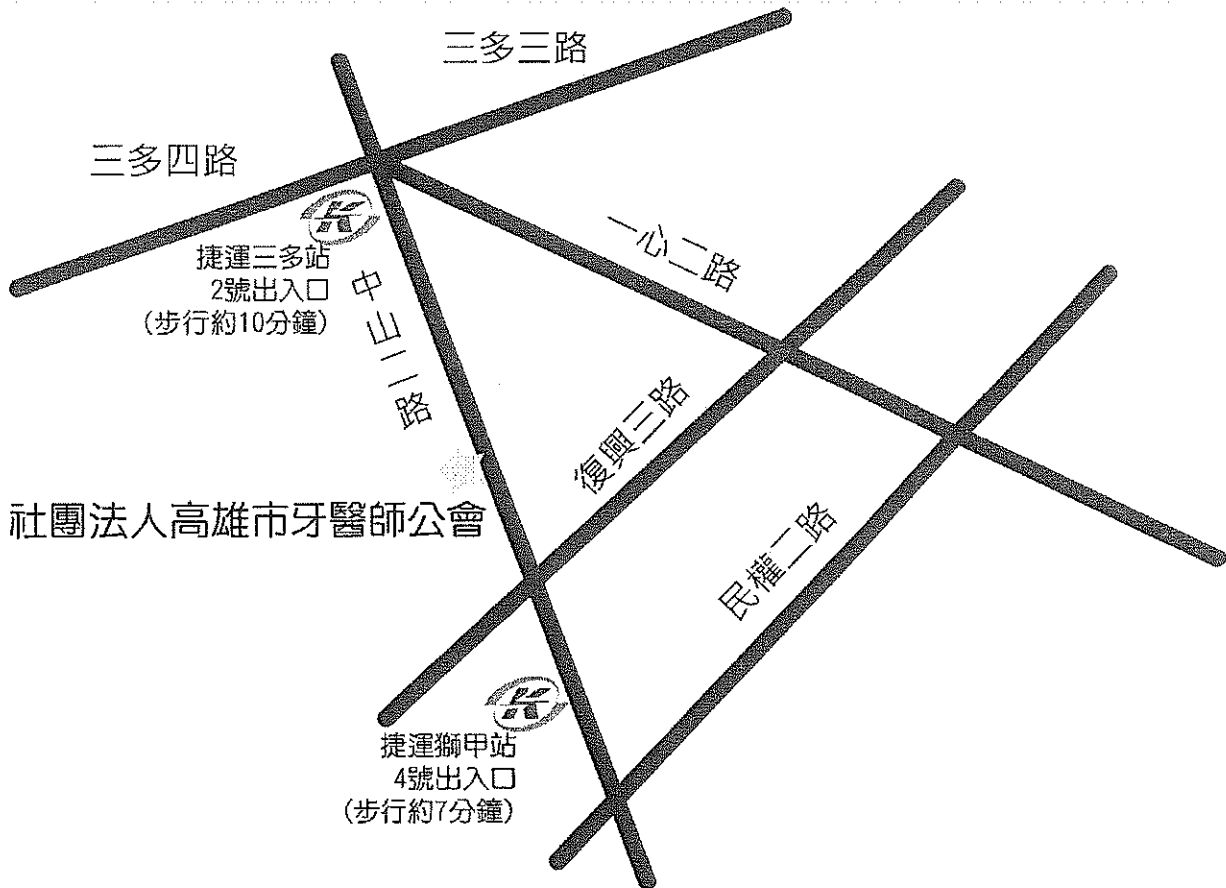 三多三路
三多四路
一心二路
捷運三多站
2號出入口
(步行約10分鐘)
中山二路
復興三路
社團法人高雄市牙醫師公會
民權二路
捷運獅甲站
4號出入口
(步行約7分鐘)